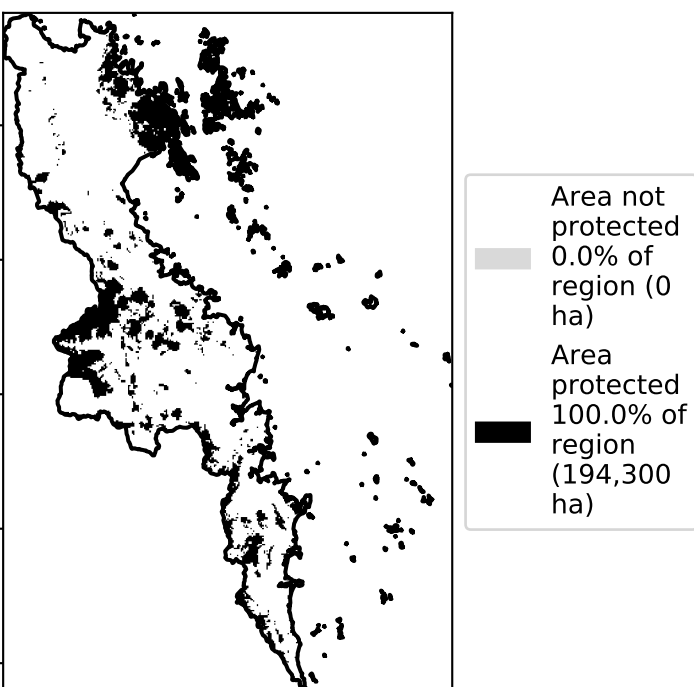 Area not
protected
0.0% of
region (0
ha)
Area
protected
100.0% of
region
(194,300
ha)